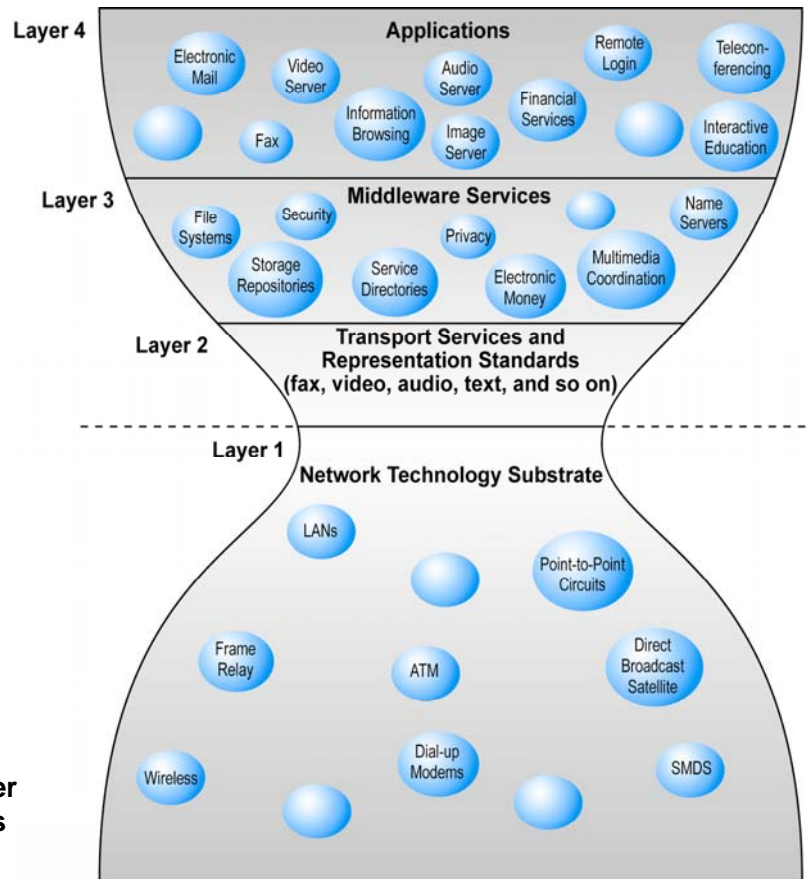 Layer 4
Applications
Electronic
Mail
Video
Server
Audio
Server
Remote
Login
Telecon-
ferencing
Fax
Information
Browsing
Image
Server
Financial
Services
Interactive
Education
Layer 3
Middleware Services
File
Systems
Security
Privacy
Name
Servers
Storage
Repositories
Service
Directories
Electronic
Money
Multimedia
Coordination
Layer 2
Transport Services and
Representation Standards
(fax, video, audio, text, and so on)
Layer 1
Network Technology Substrate
LANs
Point-to-Point
Circuits
Frame
Relay
ATM
Direct
Broadcast
Satellite
Wireless
Dial-up
Modems
SMDS
er
s